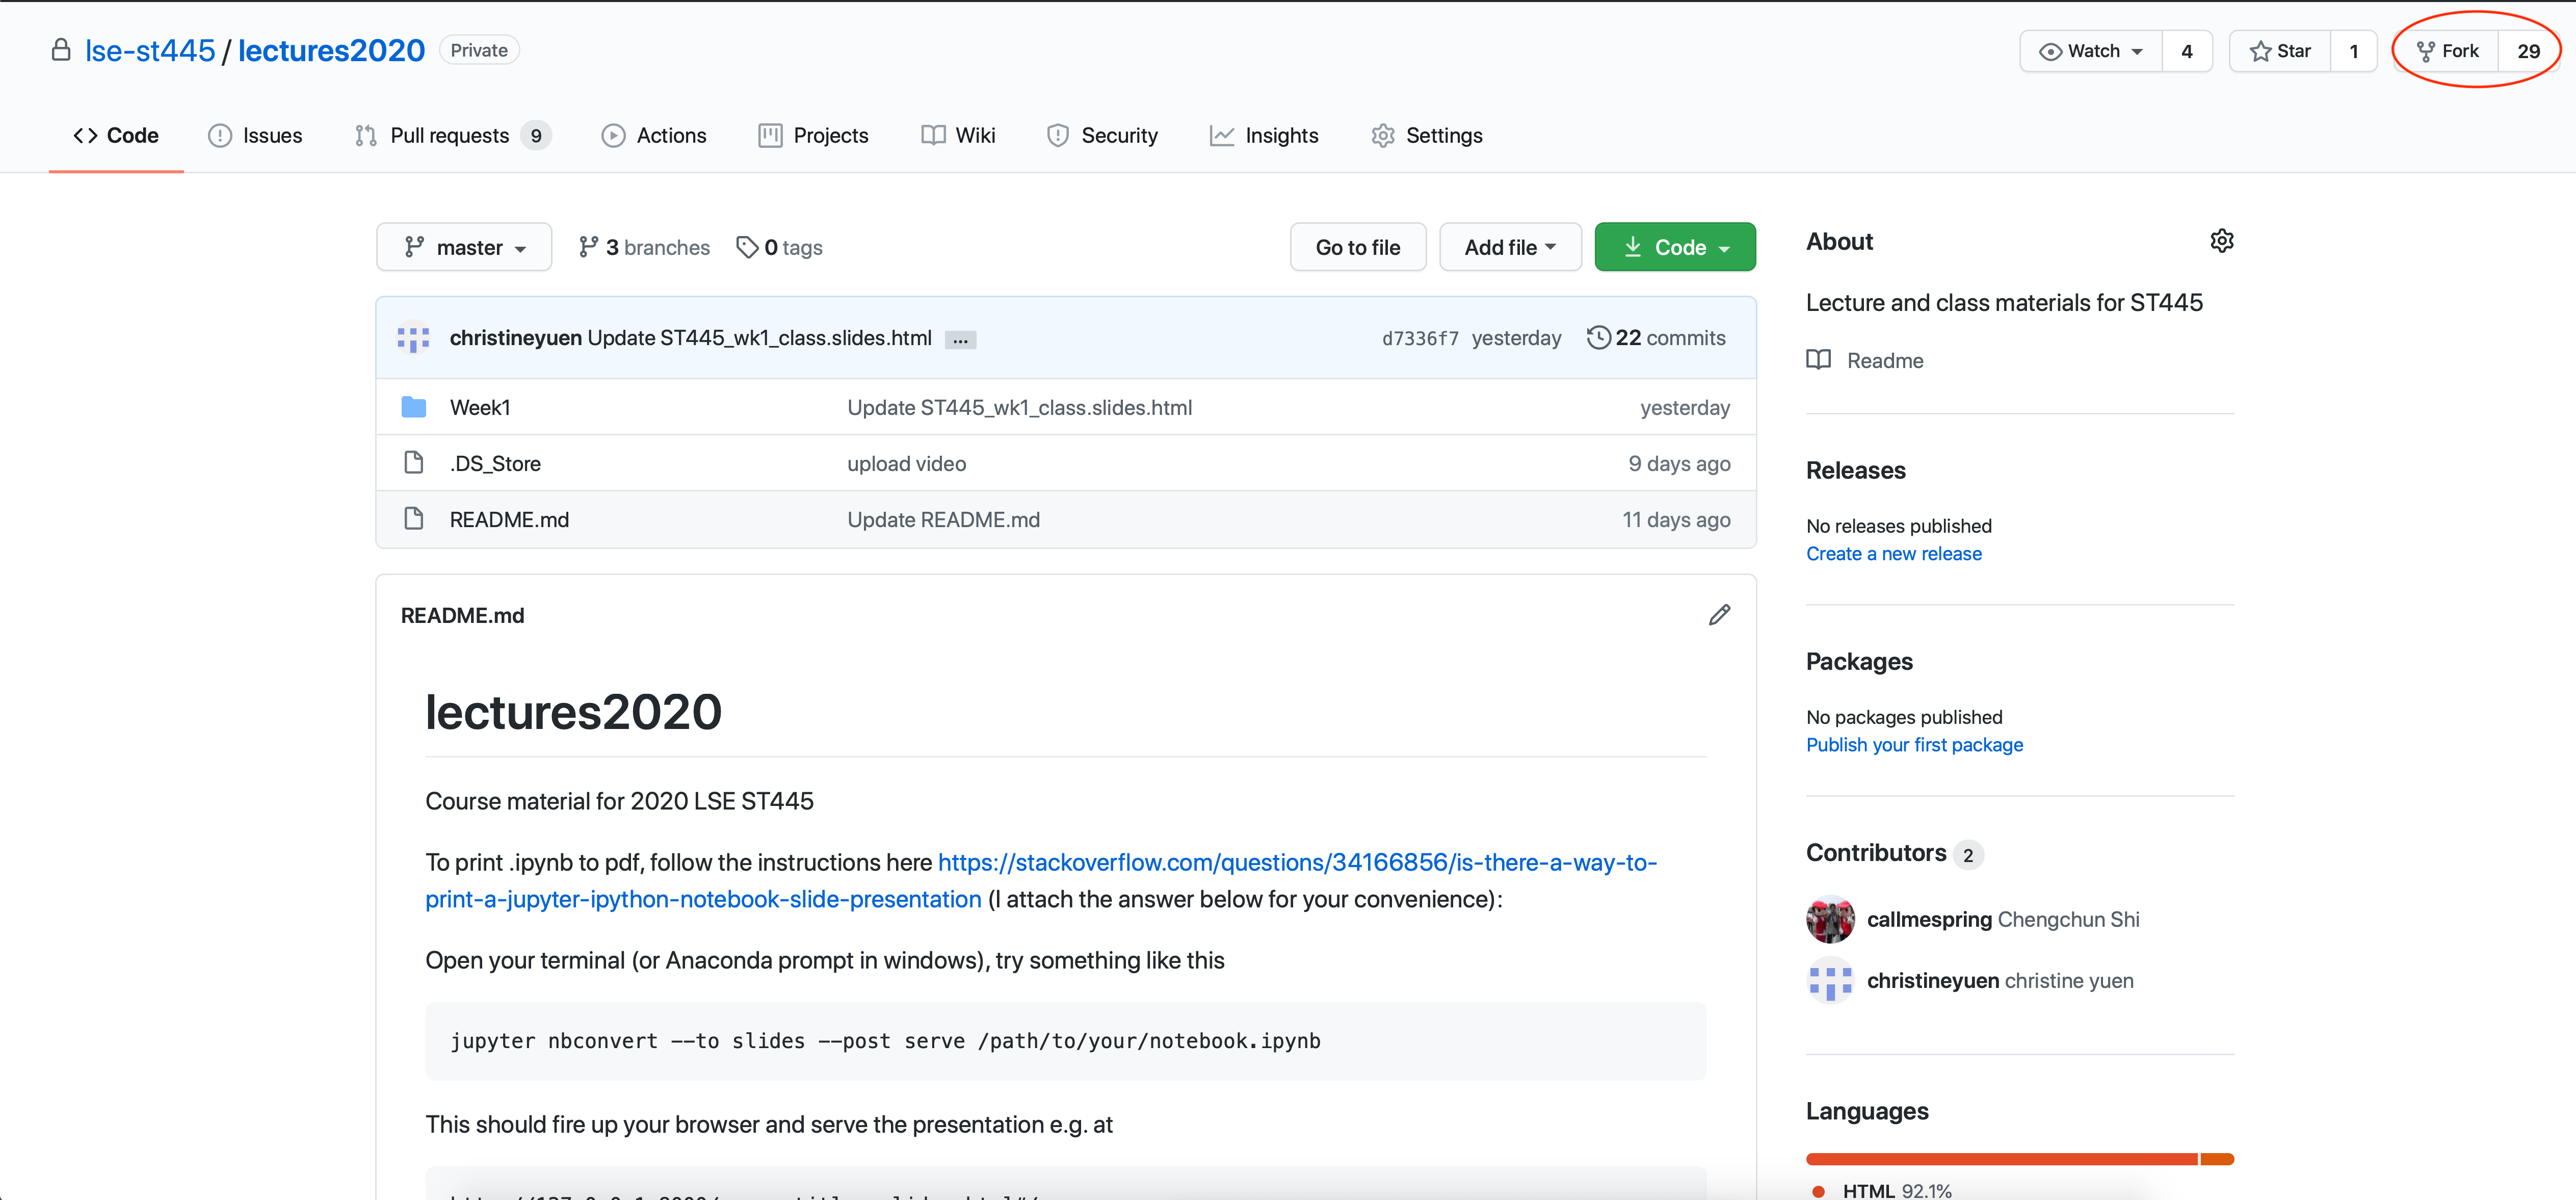 lse-st445 / lectures2020 Private
Watch 4 Star 1 Fork 29
Code Issues Pull requests 9 Actions Projects Wiki Security Insights Settings
master 3 branches 0 tags Go to file Add file Code
christineyuen Update ST445_wk1_class.slides.html ... d7336f7 yesterday 22 commits
Week1 Update ST445_wk1_class.slides.html yesterday
.DS_Store upload video 9 days ago
README.md Update README.md 11 days ago
README.md
lectures2020
Course material for 2020 LSE ST445
To print .ipynb to pdf, follow the instructions here https://stackoverflow.com/questions/34166856/is-there-a-way-to-
print-a-jupyter-ipython-notebook-slide-presentation (I attach the answer below for your convenience):
Open your terminal (or Anaconda prompt in windows), try something like this
jupyter nbconvert --to slides --post serve /path/to/your/notebook.ipynb
This should fire up your browser and serve the presentation e.g. at
About
Lecture and class materials for ST445
Readme
Releases
No releases published
Create a new release
Packages
No packages published
Publish your first package
Contributors 2
callmespring Chengchun Shi
christineyuen christine yuen
Languages
HTML 92.1%